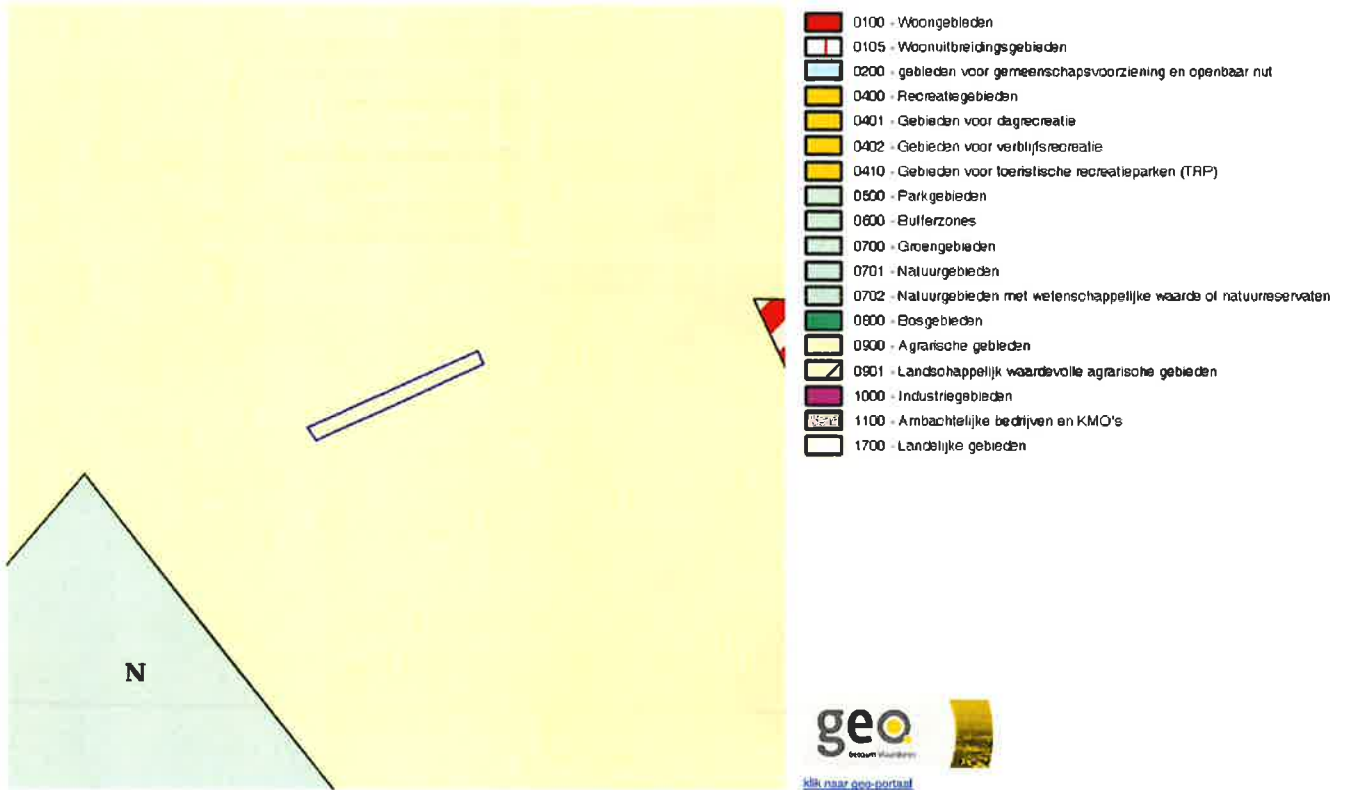 0100 - Woongebieden
0105 - Woonuitbreidingsgebieden
0200 - gebieden voor gemeenschapsvoorziening en openbaar nut
0400 - Recreatiegebieden
0401 - Gebieden voor dagrecreatie
0402 - Gebieden voor verblijfsrecreatie
0410 - Gebieden voor toeristische recreatieparken (TRP)
0500 - Parkgebieden
0600 - Bufferzones
0700 - Groengebieden
0701 - Natuurgebieden
0702 - Natuurgebieden met wetenschappelijke waarde of natuurreservaten
0800 - Bosgebieden
0900 - Agrarische gebieden
0901 - Landschappelijk waardevolle agrarische gebieden
1000 - Industriegebieden
1100 - Ambachtelijke bedrijven en KMO's
1700 - Landelijke gebieden
N
geo
klik naar geo-portaal